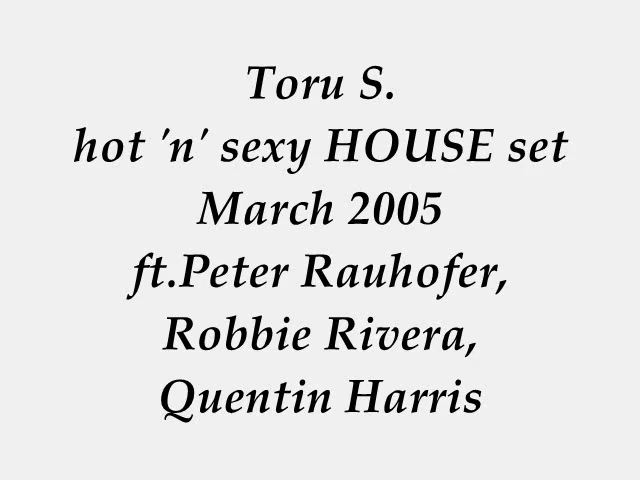 Toru S.
hot 'n' sexy HOUSE set
March 2005
ft.Peter Rauhofer,
Robbie Rivera,
Quentin Harris